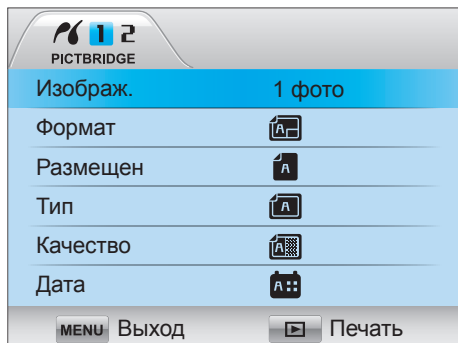 1 2
PICTBRIDGE
Изображ. 1 фото
Формат A
Размещен A
Тип A
Качество A
Дата A
MENU Выход Печать